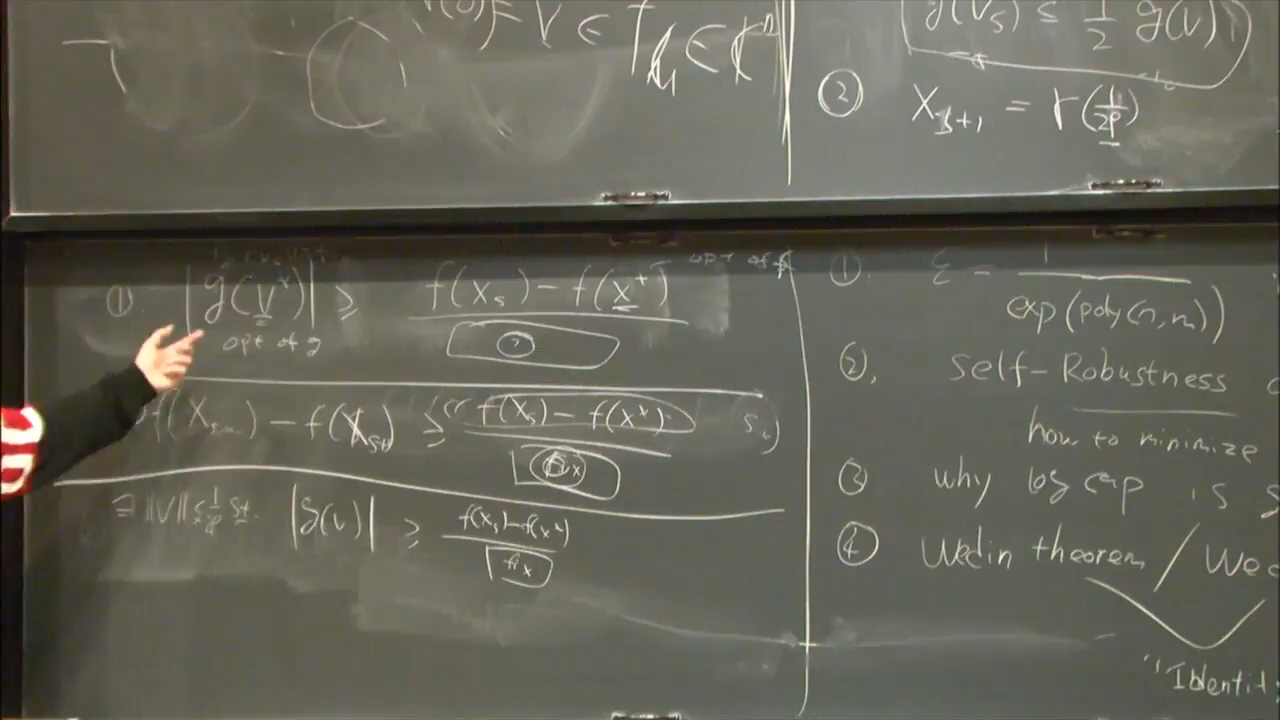 = V ∈ T
g(V_s) ≤ 1/2 g(V)
② X_{s+1} = r(1/2p)
① |g(v*)| ≥ (f(x_s) - f(x*)) / ?
opt of g
opt of f
f(X_s) - f(X_{s+1}) ≤ (f(x_s) - f(x*)) / fix
∃ ||V|| ≤ 1/2p s.t. |g(v)| ≥ (f(x_s) - f(x*)) / fix
①. ε = 1 / exp(poly(n,m))
②. Self-Robustness
how to minimize
③ why log cap is
④ Wedin theorem /
"Identit